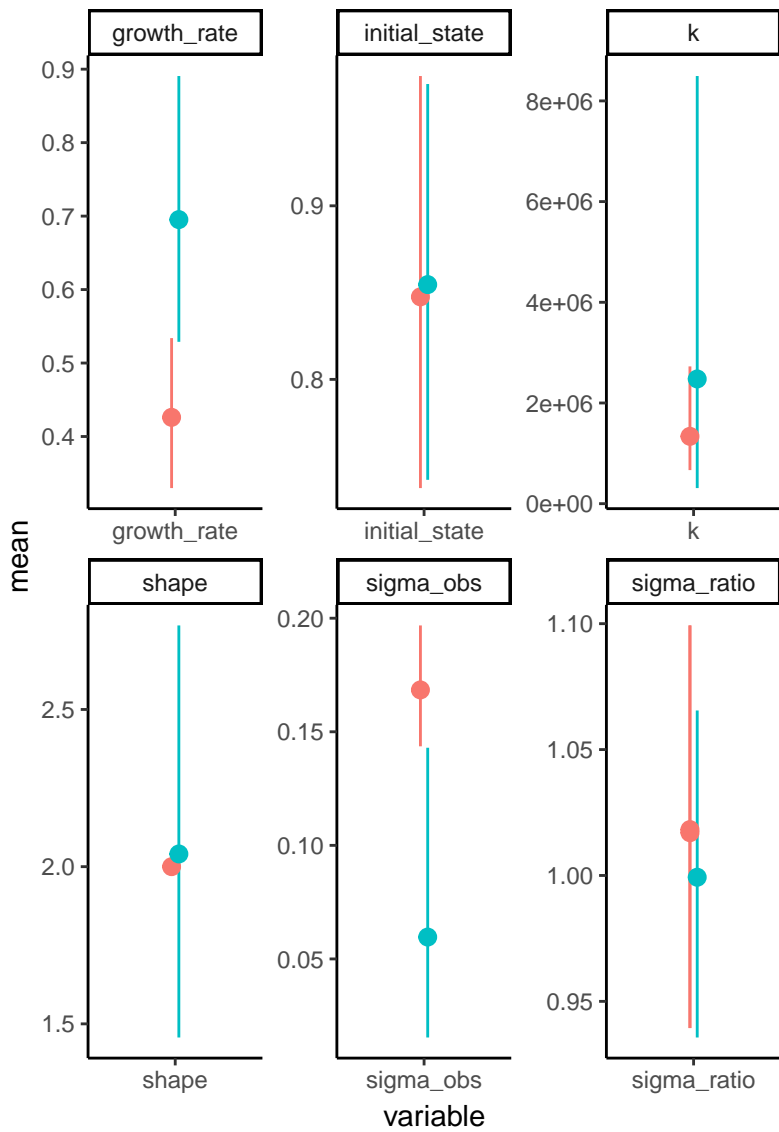 growth_rate
initial_state
k
0.9
0.8
0.7
0.6
0.5
0.4
0.9
0.8
8e+06
6e+06
4e+06
2e+06
0e+00
growth_rate
initial_state
k
mean
shape
sigma_obs
sigma_ratio
2.5
2.0
1.5
0.20
0.15
0.10
0.05
1.10
1.05
1.00
0.95
shape
sigma_obs
sigma_ratio
variable